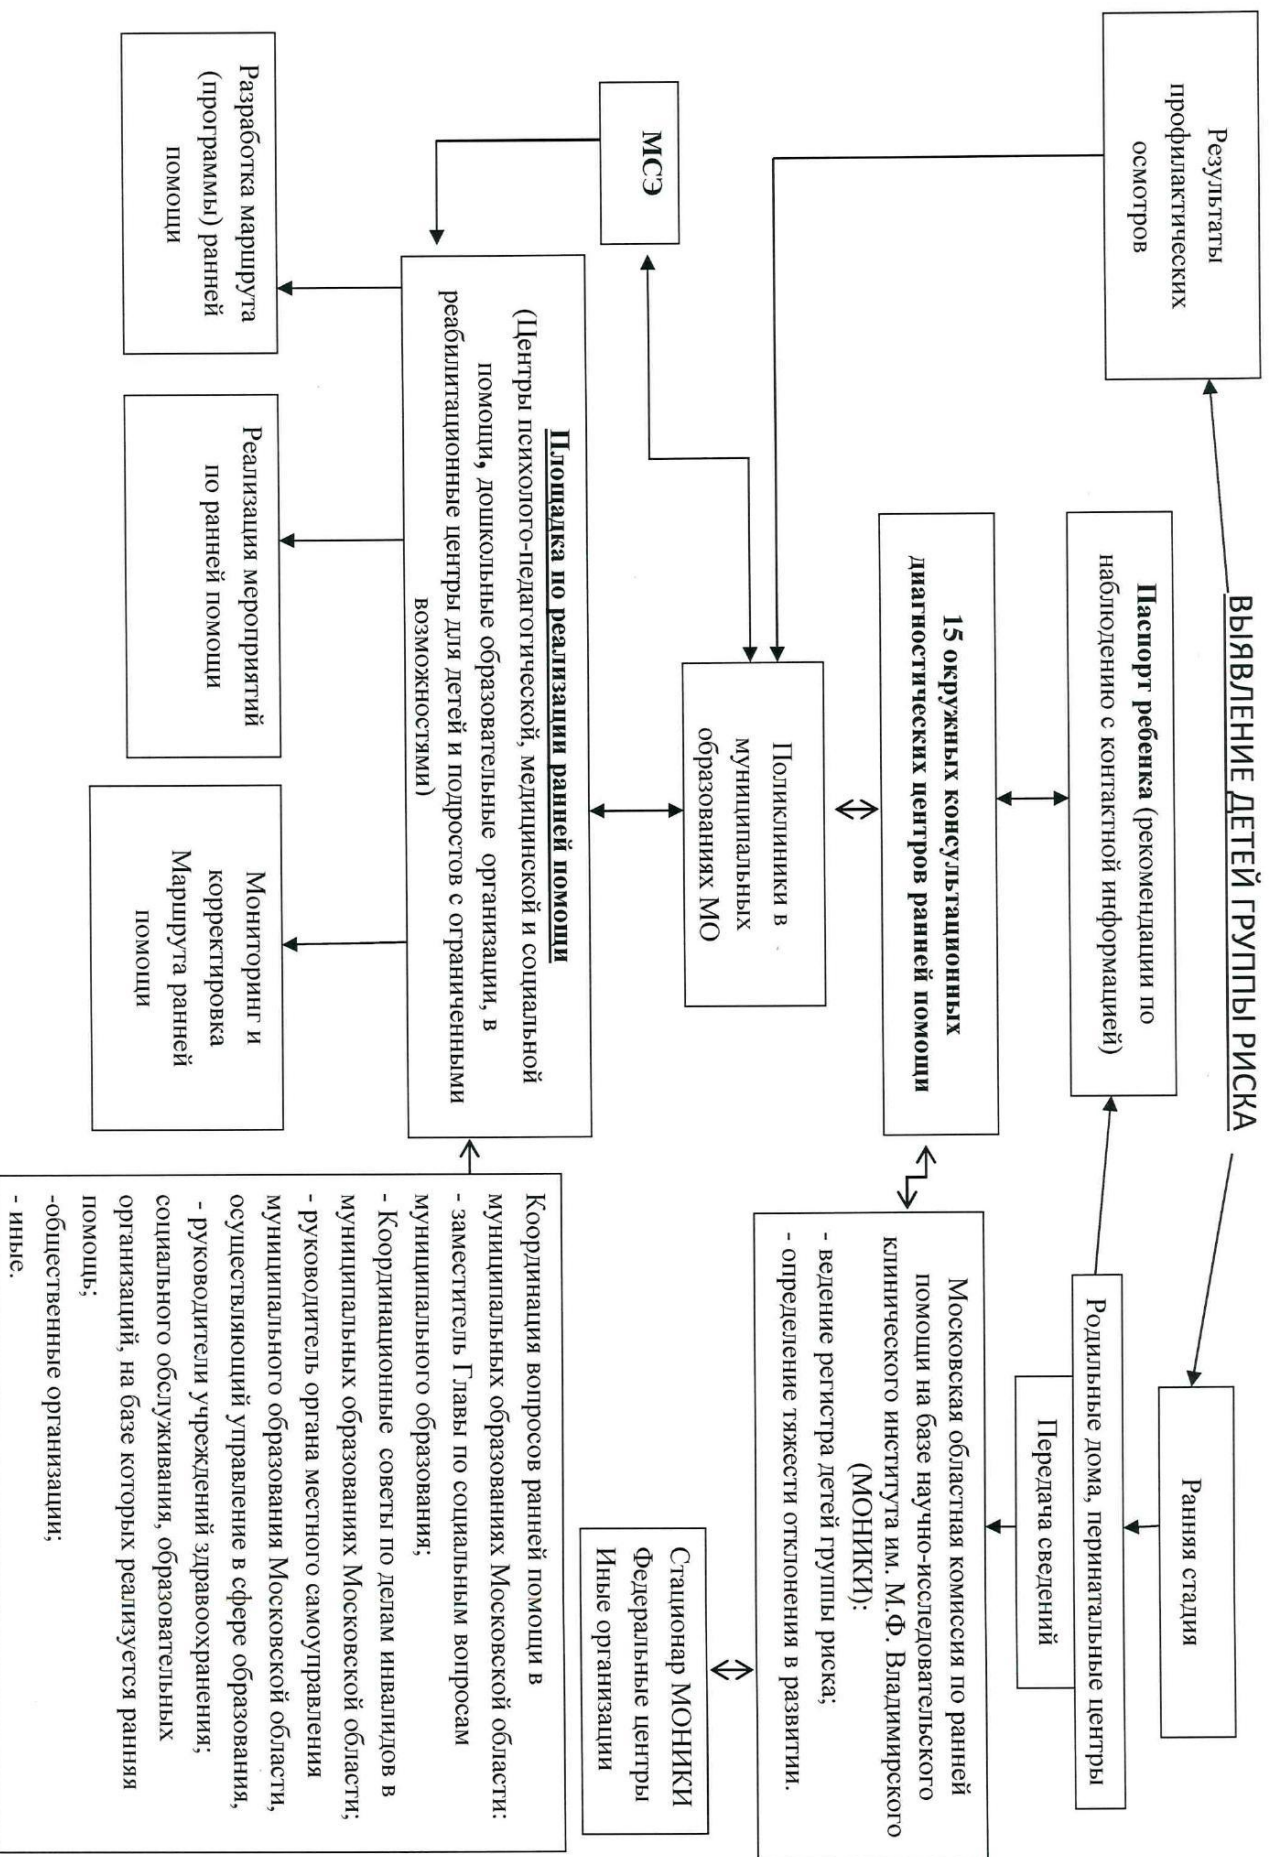 ВЫЯВЛЕНИЕ ДЕТЕЙ ГРУППЫ РИСКА
Результаты
профилактических
осмотров
Паспорт ребенка (рекомендации по
наблюдению с контактной информацией)
Ранняя стадия
Родильные дома, перинатальные центры
Передача сведений
15 окружных консультационных
диагностических центров ранней помощи
Московская областная комиссия по ранней
помощи на базе научно-исследовательского
клинического института им. М.Ф. Владимирского
(МОНИКИ):
- ведение регистра детей группы риска;
- определение тяжести отклонения в развитии.
МСЭ
Поликлиники в
муниципальных
образованиях МО
Стационар МОНИКИ
Федеральные центры
Иные организации
Площадка по реализации ранней помощи
(Центры психолого-педагогической, медицинской и социальной
помощи, дошкольные образовательные организации, в
реабилитационные центры для детей и подростов с ограниченными
возможностями)
Координация вопросов ранней помощи в
муниципальных образованиях Московской области:
- заместитель Главы по социальным вопросам
муниципального образования;
- Координационные советы по делам инвалидов в
муниципальных образованиях Московской области;
- руководитель органа местного самоуправления
муниципального образования Московской области,
осуществляющий управление в сфере образования,
- руководители учреждений здравоохранения;
социального обслуживания, образовательных
организаций, на базе которых реализуется ранняя
помощь;
-общественные организации;
- иные.
Разработка маршрута
(программы) ранней
помощи
Реализация мероприятий
по ранней помощи
Мониторинг и
корректировка
Маршрута ранней
помощи